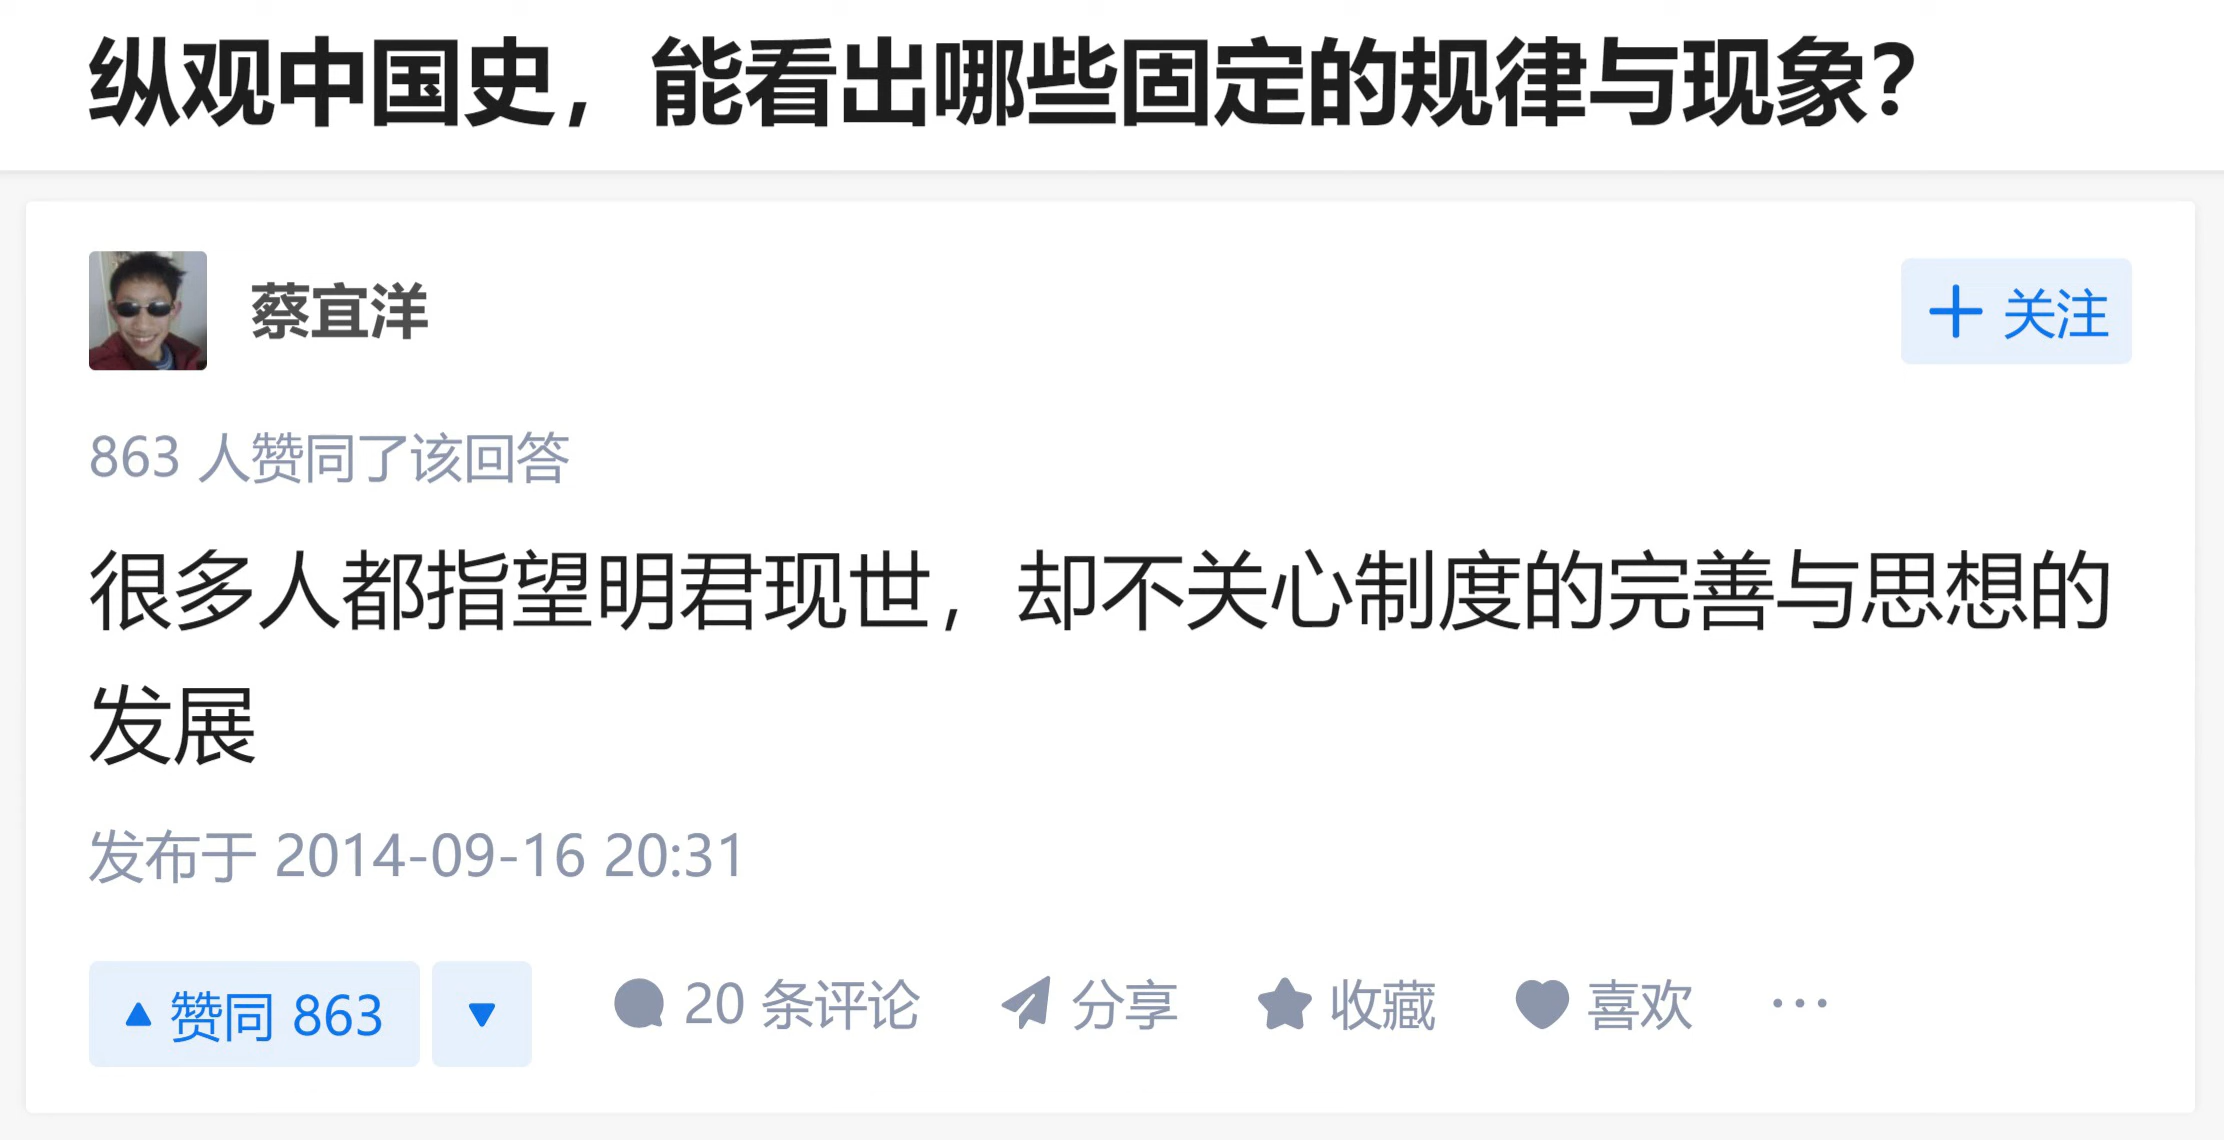 纵观中国史，能看出哪些固定的规律与现象？
蔡宜洋
+ 关注
863 人赞同了该回答
很多人都指望明君现世，却不关心制度的完善与思想的
发展
发布于 2014-09-16 20:31
赞同 863 20 条评论 分享 收藏 喜欢 ···